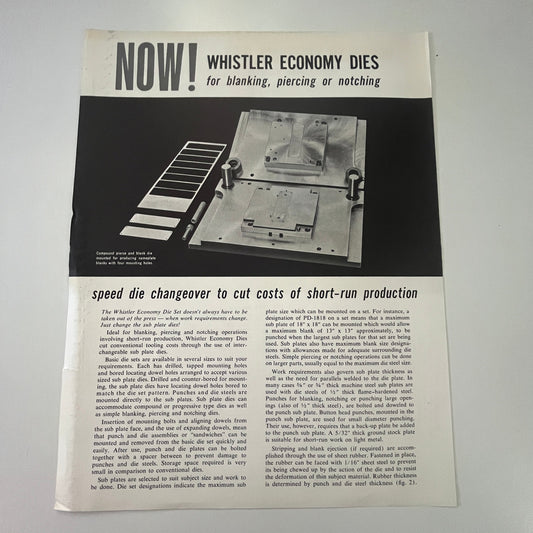 NOW! WHISTLER ECONOMY DIES
for blanking, piercing or notching
Compound pierce and blank die
mounted for producing nameplate
blanks with four mounting holes.
speed die changeover to cut costs of short-run production
The Whistler Economy Die Set doesn't always have to be
taken out of the press — when work requirements change.
Just change the sub plate dies!
Ideal for blanking, piercing and notching operations
involving short-run production, Whistler Economy Dies
cut conventional tooling costs through the use of inter-
changeable sub plate dies.
Basic die sets are available in several sizes to suit your
requirements. Each has drilled, tapped mounting holes
and bored locating dowel holes arranged to accept various
sized sub plate dies. Drilled and counter-bored for mount-
ing, the sub plate dies have locating dowel holes bored to
match the die set pattern. Punches and die steels are
mounted directly to the sub plates. Sub plate dies can
accommodate compound or progressive type dies as well
as simple blanking, piercing and notching dies.
Insertion of mounting bolts and aligning dowels from
the sub plate face, and the use of expanding dowels, mean
that punch and die assemblies or "sandwiches" can be
mounted and removed from the basic die set quickly and
easily. After use, punch and die plates can be bolted
together with a spacer between to prevent damage to
punches and die steels. Storage space required is very
small in comparison to conventional dies.
Sub plates are selected to suit subject size and work to
be done. Die set designations indicate the maximum sub
plate size which can be mounted on a set. For instance, a
designation of PD-1818 on a set means that a maximum
sub plate of 18" x 18" can be mounted which would allow
a maximum blank of 13" x 13" approximately, to be
punched when the largest sub plates for that set are being
used. Sub plates also have maximum blank size designa-
tions with allowances made for adequate surrounding die
steels. Simple piercing or notching operations can be done
on larger parts, usually equal to the maximum die steel size.
Work requirements also govern sub plate thickness as
well as the need for parallels welded to the die plate. In
many cases ¾" or ⅝" thick machine steel sub plates are
used with die steels of ½" thick flame-hardened steel.
Punches for blanking, notching or punching large open-
ings (also of ½" thick steel), are bolted and doweled to
the punch sub plate. Button head punches, mounted in the
punch sub plate, are used for small diameter punching.
Their use, however, requires that a back-up plate be added
to the punch sub plate. A 5/32" thick ground stock plate
is suitable for short-run work on light metal.
Stripping and blank ejection (if required) are accom-
plished through the use of sheet rubber. Fastened in place,
the rubber can be faced with 1/16" sheet steel to prevent
its being chewed up by the action of the die and to resist
the deformation of thin subject material. Rubber thickness
is determined by punch and die steel thickness (fig. 2).